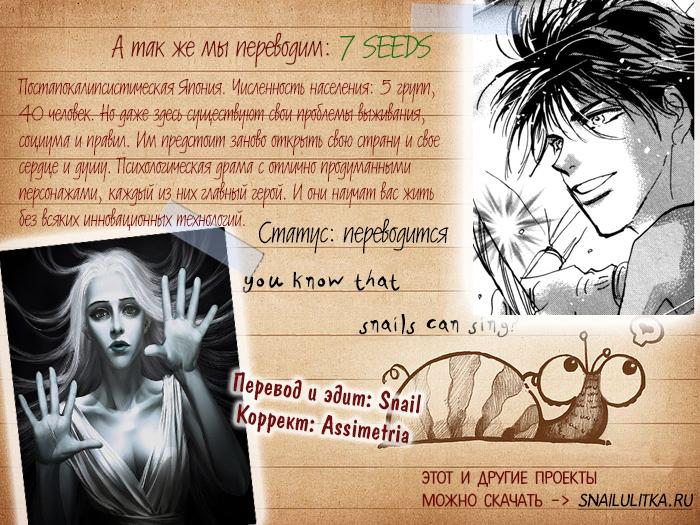 А так же мы переводим: 7 SEEDS
Постапокалипсистическая Япония. Численность населения: 5 групп,
40 человек. Но даже здесь существуют свои проблемы выживания,
социума и правил. Им предстоит заново открыть свою страну и свое
сердце и душу. Психологическая драма с отлично продуманными
персонажами, каждый из них главный герой. И они научат вас жить
без всяких инновационных технологий.
Статус: переводится
you know that
snails can sing?
Перевод и эдит: Snail
Коррект: Assimetria
ЭТОТ И ДРУГИЕ ПРОЕКТЫ
МОЖНО СКАЧАТЬ -> SNAILULITKA.RU